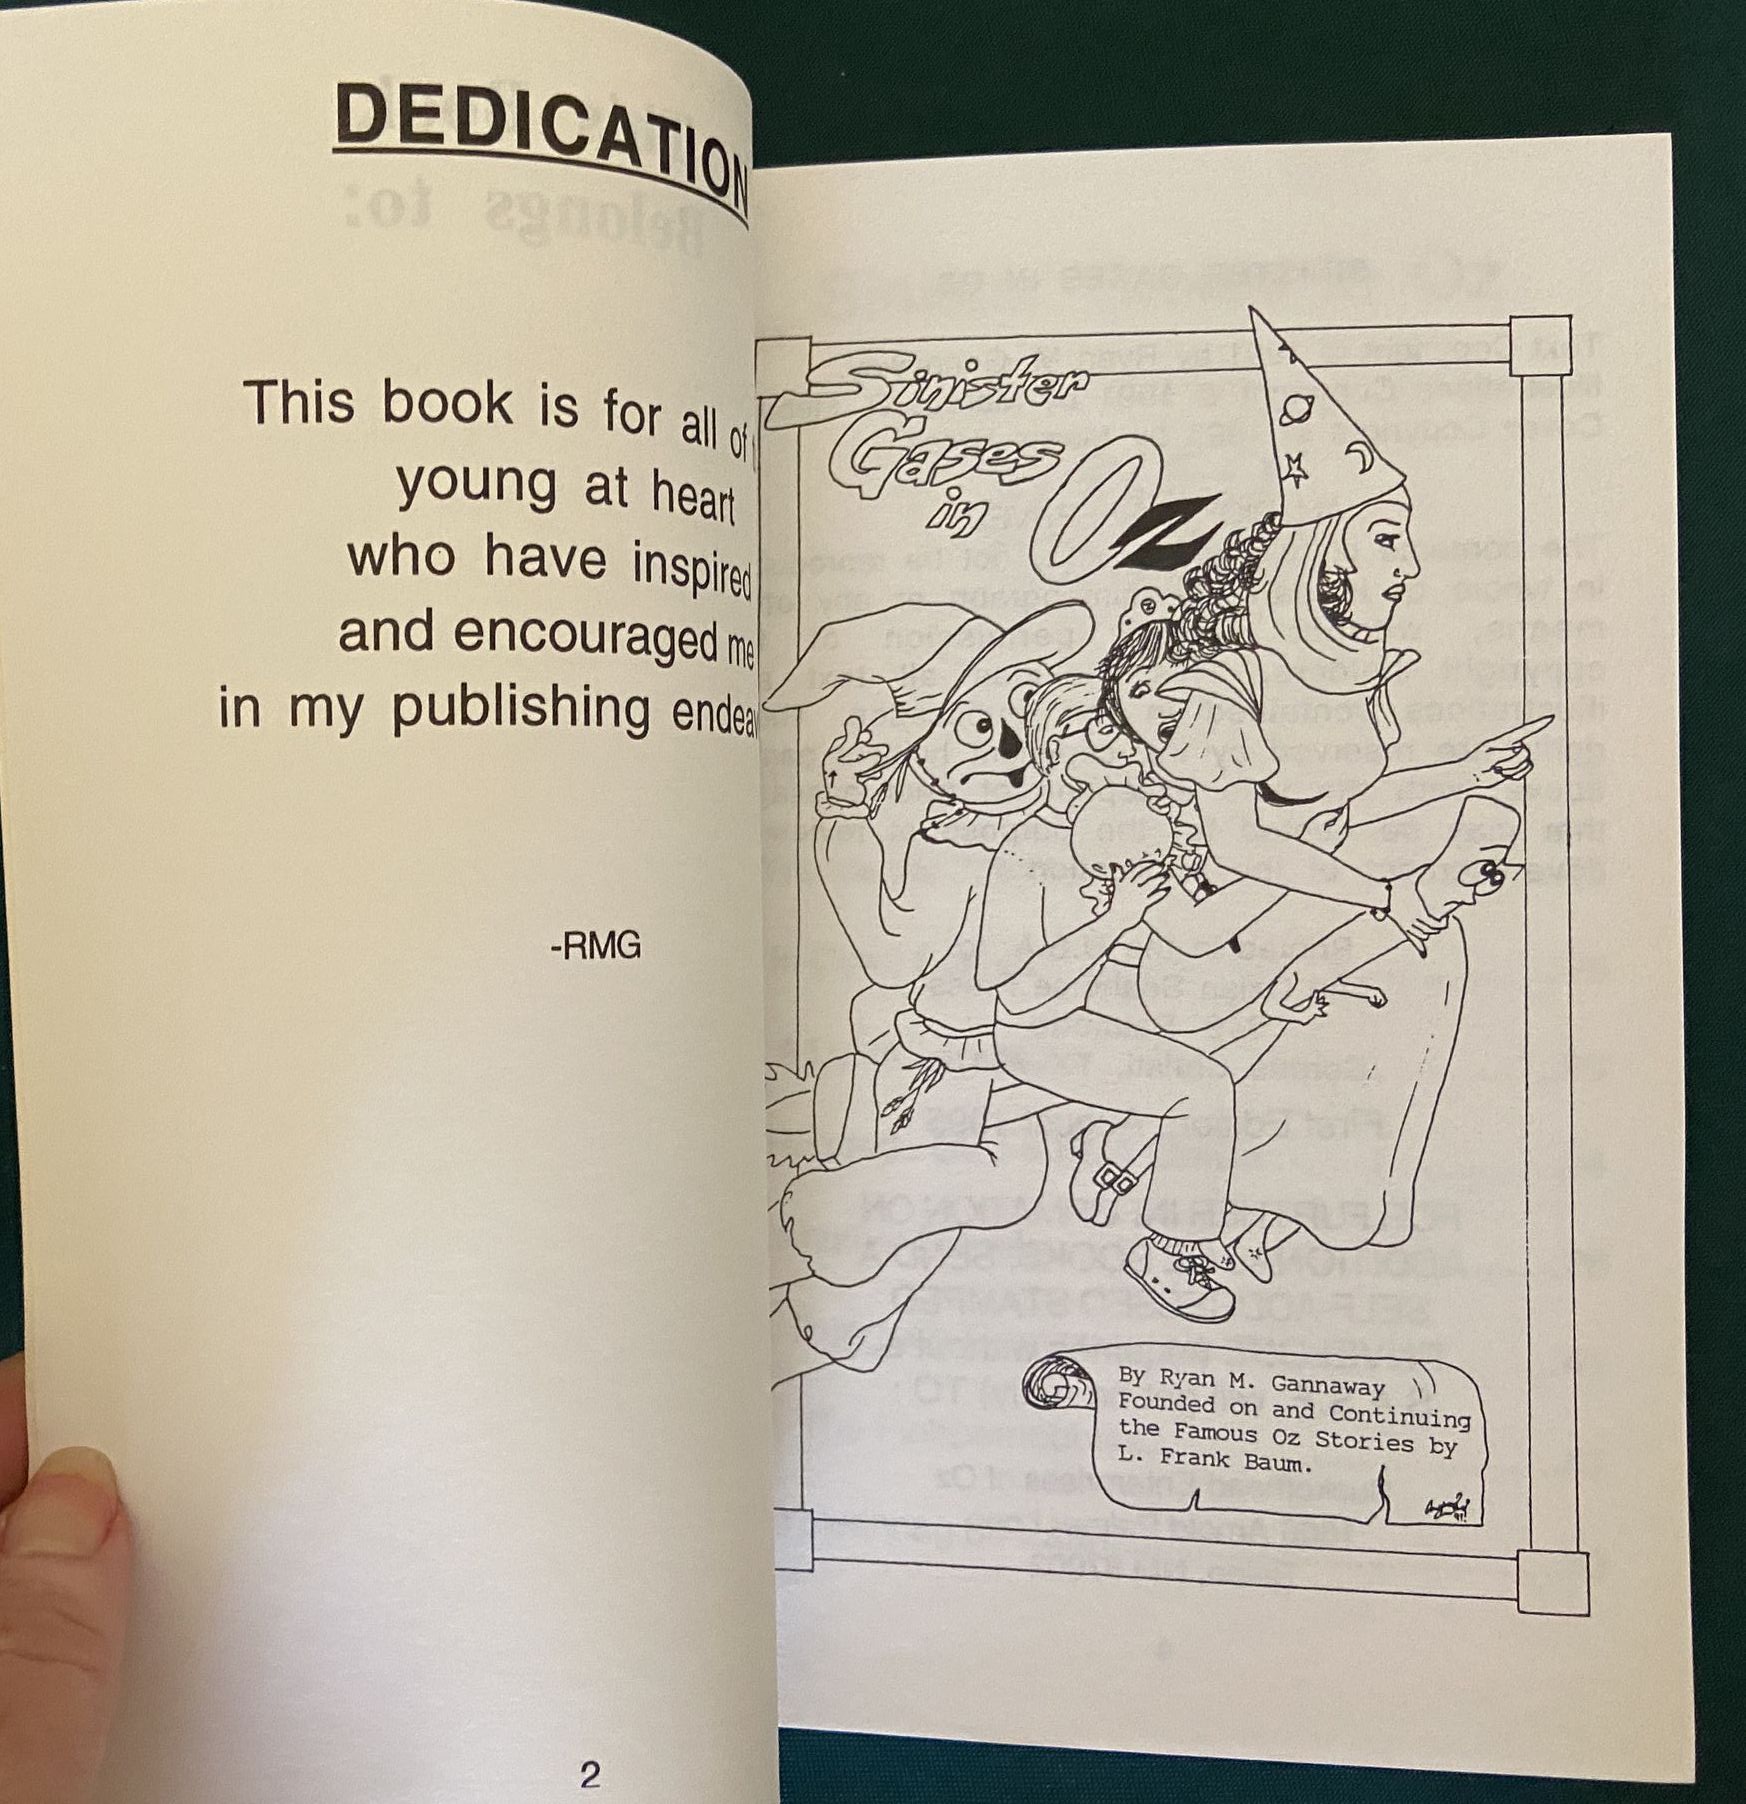 DEDICATION
This book is for all of
young at heart
who have inspired
and encouraged me
in my publishing
-RMG
2
Sinister
Gases
in
Oz
By Ryan M. Gannaway
Founded on and Continuing
the Famous Oz Stories by
L. Frank Baum.